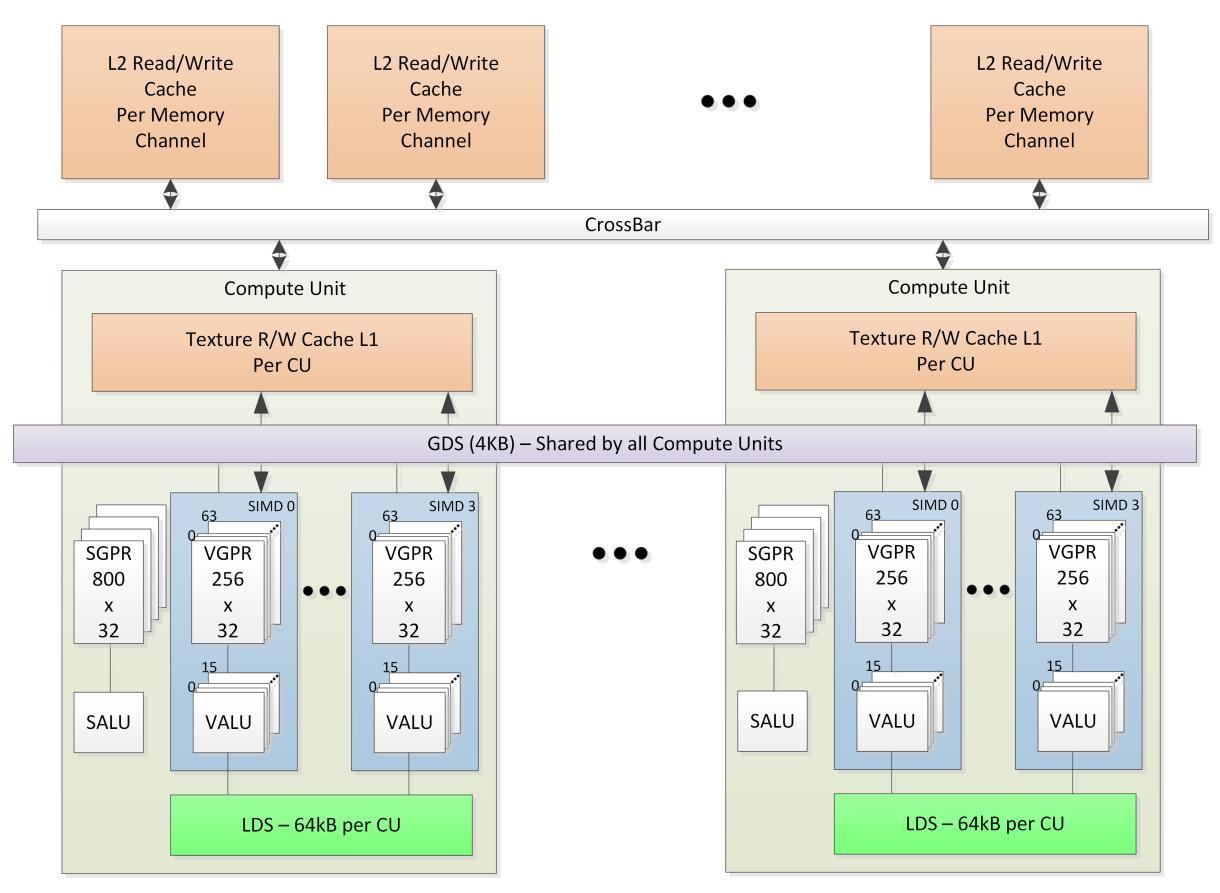 L2 Read/Write
Cache
Per Memory
Channel
L2 Read/Write
Cache
Per Memory
Channel
L2 Read/Write
Cache
Per Memory
Channel
CrossBar
Compute Unit
Texture R/W Cache L1
Per CU
Compute Unit
Texture R/W Cache L1
Per CU
GDS (4KB) – Shared by all Compute Units
SGPR
800
x
32
SALU
SIMD 0
63
0
VGPR
256
x
32
15
0
VALU
SIMD 3
63
0
VGPR
256
x
32
15
0
VALU
LDS – 64kB per CU
SGPR
800
x
32
SALU
SIMD 0
63
0
VGPR
256
x
32
15
0
VALU
SIMD 3
63
0
VGPR
256
x
32
15
0
VALU
LDS – 64kB per CU